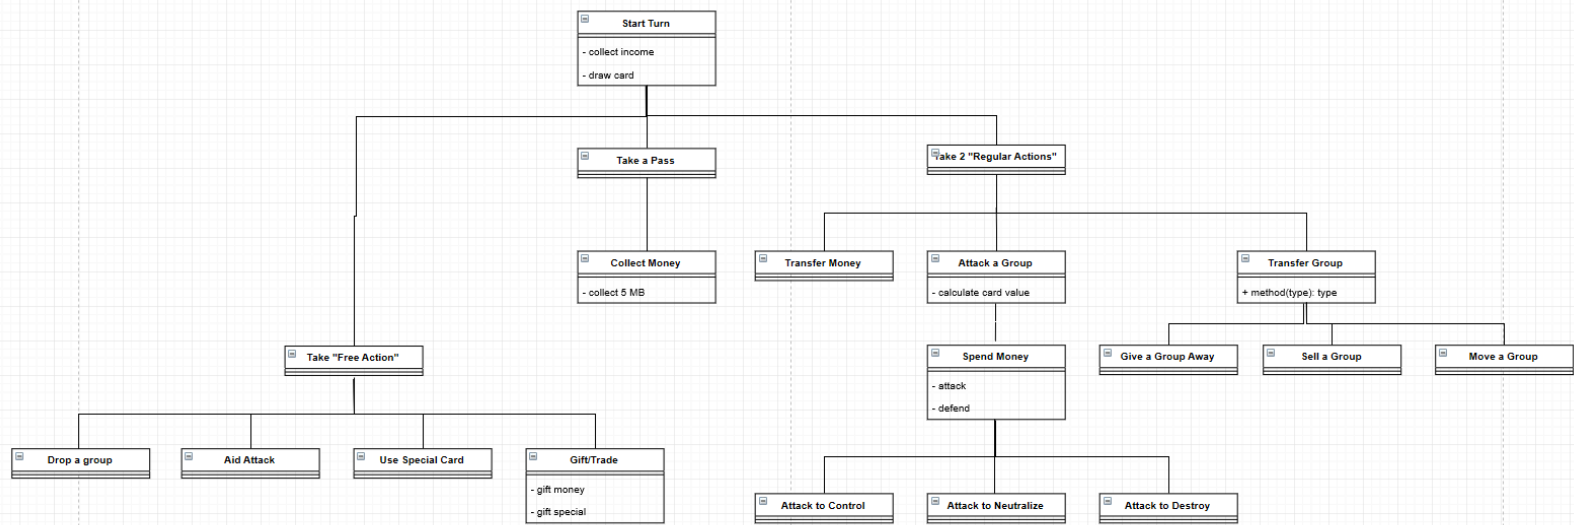 Start Turn
- collect income
- draw card
Take a Pass
Take 2 "Regular Actions"
Collect Money
- collect 5 MB
Transfer Money
Attack a Group
- calculate card value
Transfer Group
+ method(type): type
Take "Free Action"
Spend Money
- attack
- defend
Give a Group Away
Sell a Group
Move a Group
Drop a group
Aid Attack
Use Special Card
Gift/Trade
- gift money
- gift special
Attack to Control
Attack to Neutralize
Attack to Destroy